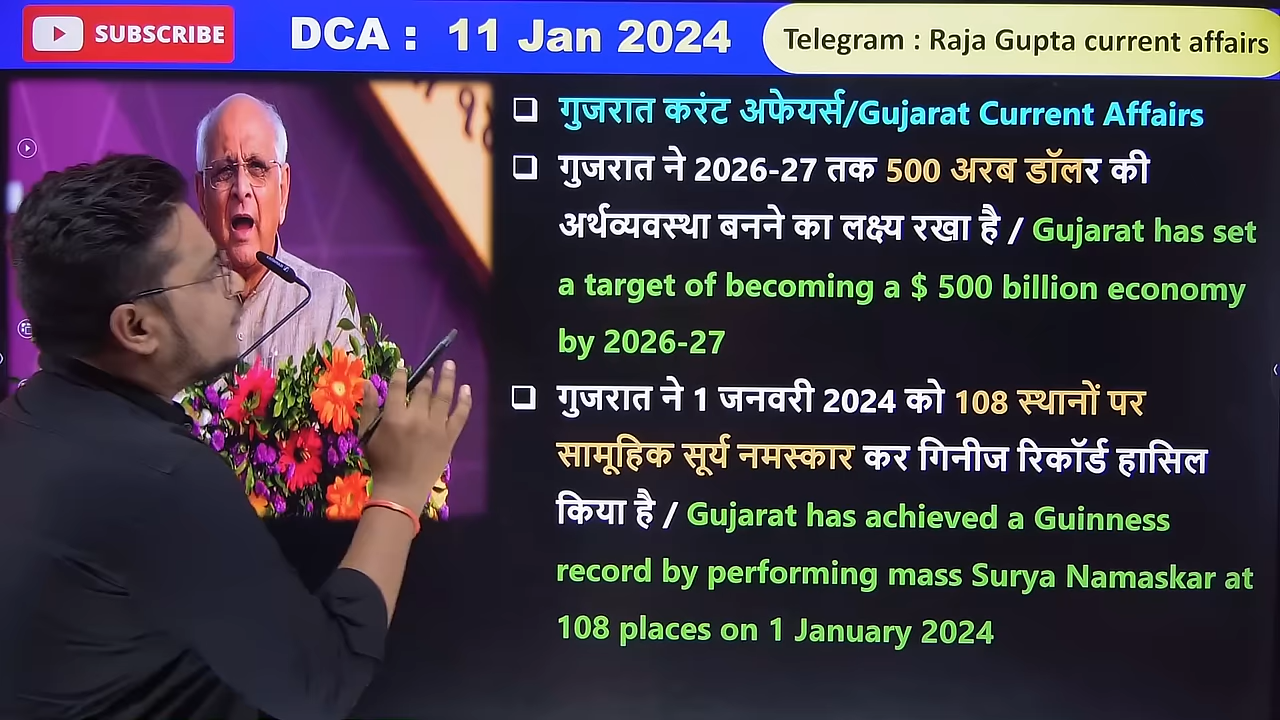 SUBSCRIBE
DCA : 11 Jan 2024
Telegram : Raja Gupta current affairs
गुजरात करंट अफेयर्स/Gujarat Current Affairs
गुजरात ने 2026-27 तक 500 अरब डॉलर की
अर्थव्यवस्था बनने का लक्ष्य रखा है / Gujarat has set
a target of becoming a $ 500 billion economy
by 2026-27
गुजरात ने 1 जनवरी 2024 को 108 स्थानों पर
सामूहिक सूर्य नमस्कार कर गिनीज रिकॉर्ड हासिल
किया है / Gujarat has achieved a Guinness
record by performing mass Surya Namaskar at
108 places on 1 January 2024